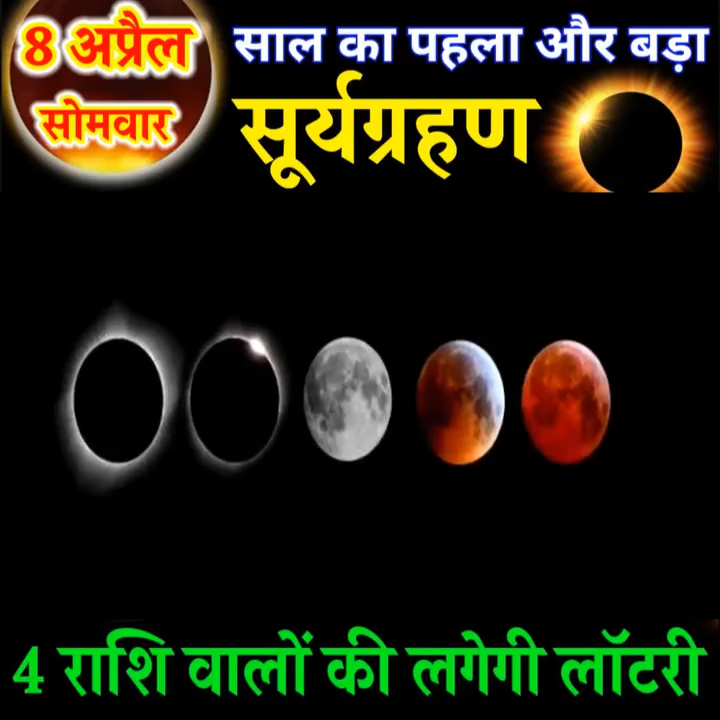 8 अप्रैल
सोमवार
साल का पहला और बड़ा
सूर्यग्रहण
4 राशि वालों की लगेगी लॉटरी